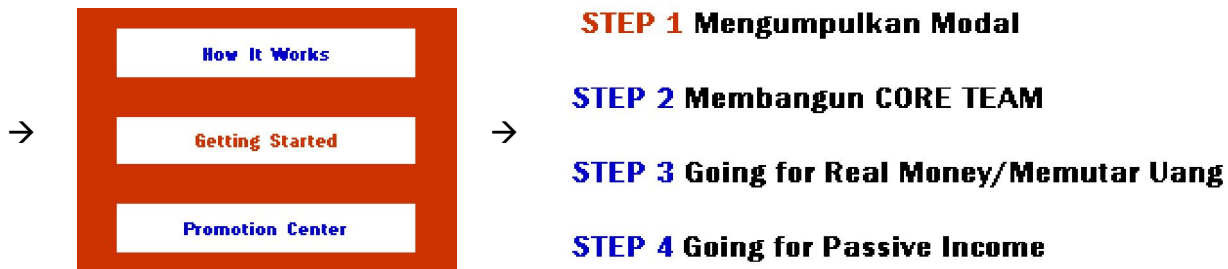 →
How It Works
Getting Started
Promotion Center
→
STEP 1 Mengumpulkan Modal
STEP 2 Membangun CORE TEAM
STEP 3 Going for Real Money/Memutar Uang
STEP 4 Going for Passive Income